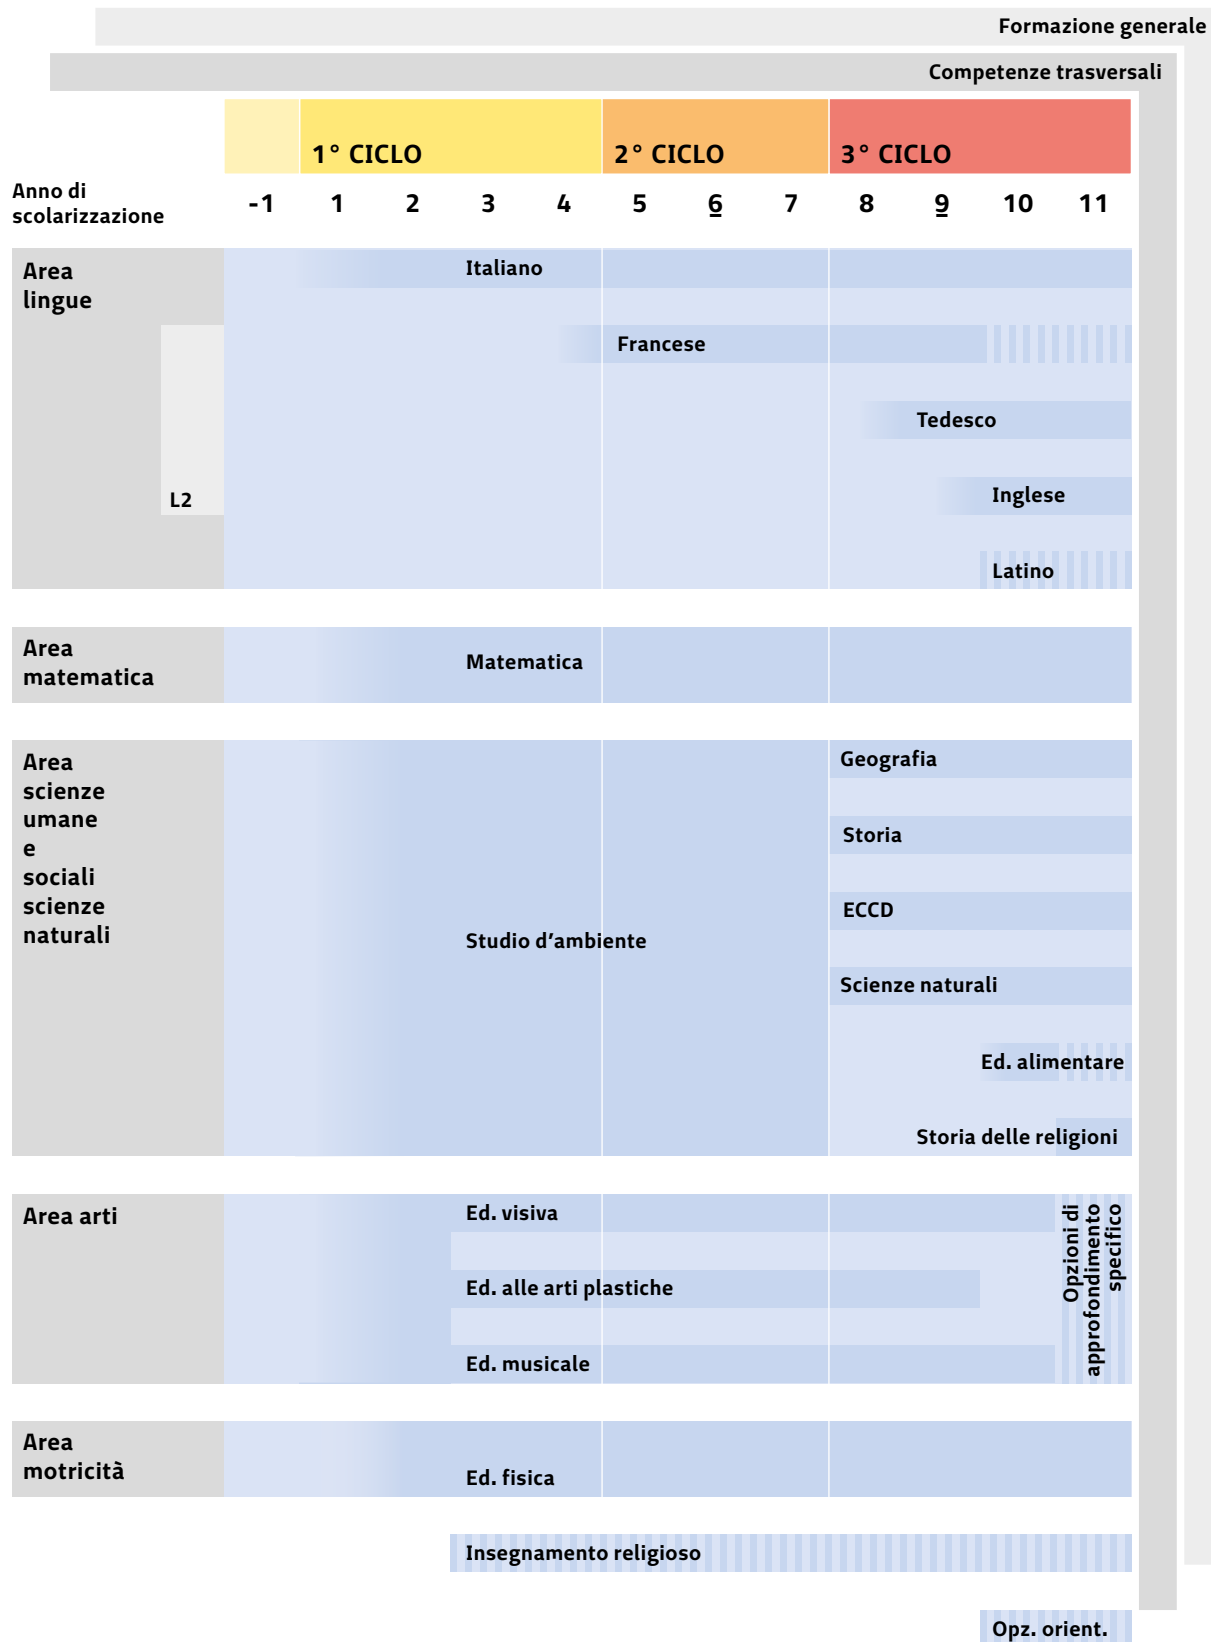 Formazione generale
Competenze trasversali
1° CICLO 2° CICLO 3° CICLO
Anno di
scolarizzazione
-1 1 2 3 4 5 6 7 8 9 10 11
Area
lingue
Italiano
Francese
Tedesco
L2
Inglese
Latino
Area
matematica
Matematica
Area
scienze
umane
e
sociali
scienze
naturali
Studio d’ambiente
Geografia
Storia
ECCD
Scienze naturali
Ed. alimentare
Storia delle religioni
Area arti
Ed. visiva
Ed. alle arti plastiche
Ed. musicale
Opzioni di
approfondimento
specifico
Area
motricità
Ed. fisica
Insegnamento religioso
Opz. orient.